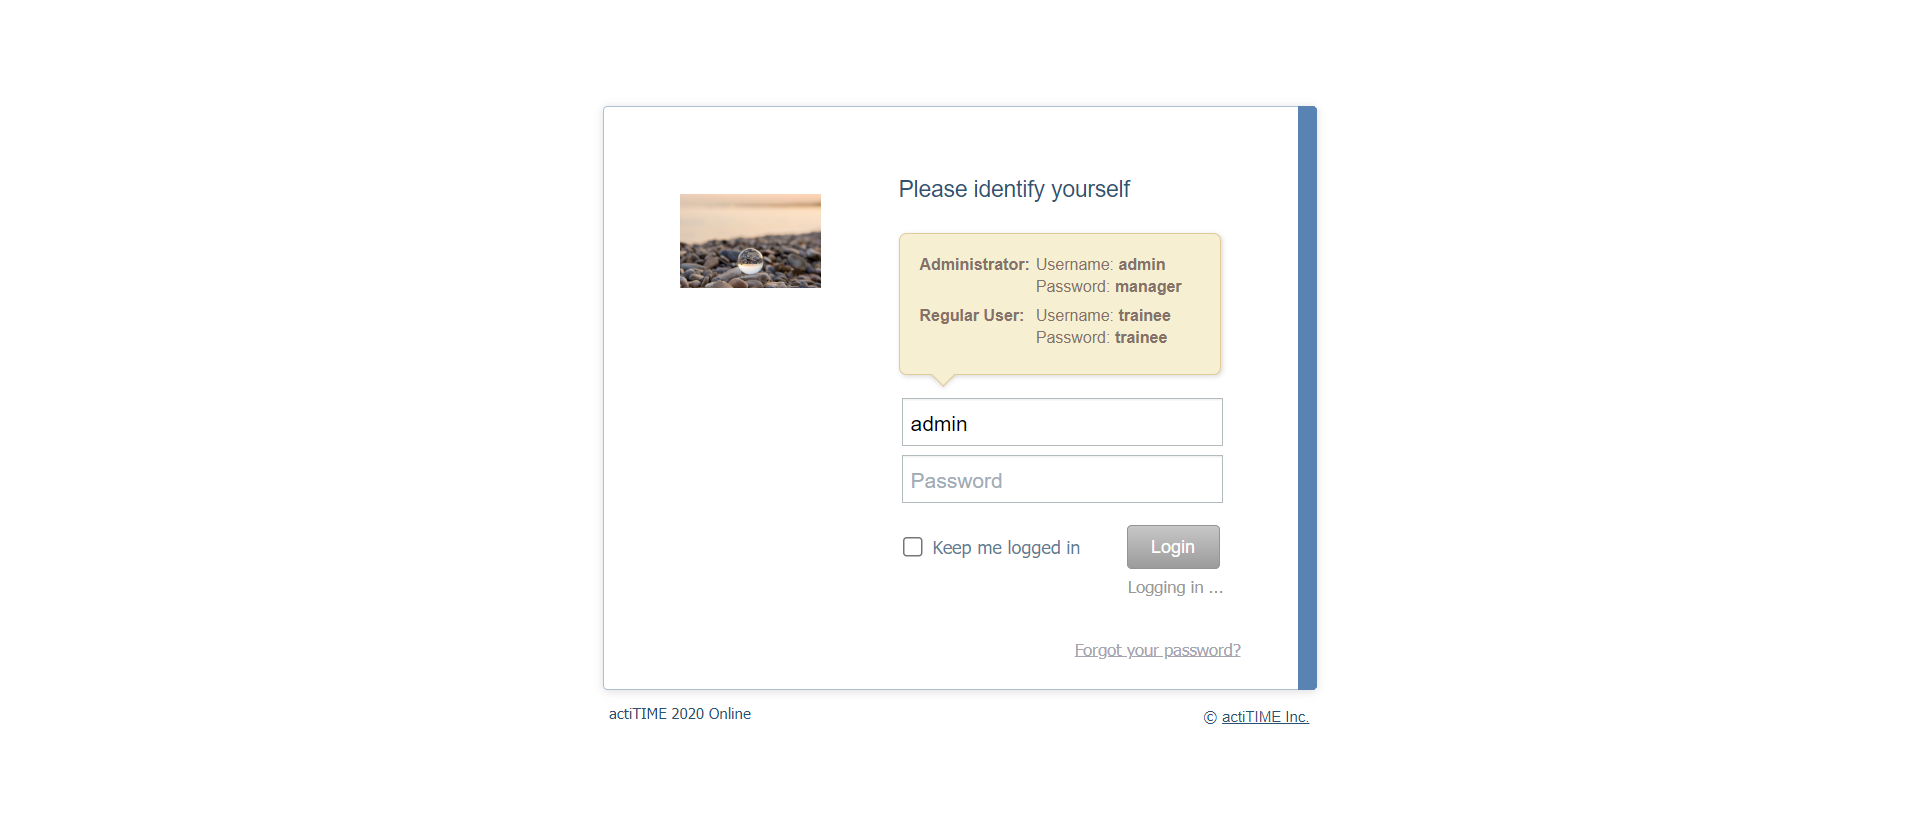 Please identify yourself
Administrator: Username: admin
Password: manager
Regular User: Username: trainee
Password: trainee
admin
Password
Keep me logged in
Login
Logging in ...
Forgot your password?
actiTIME 2020 Online
© actiTIME Inc.